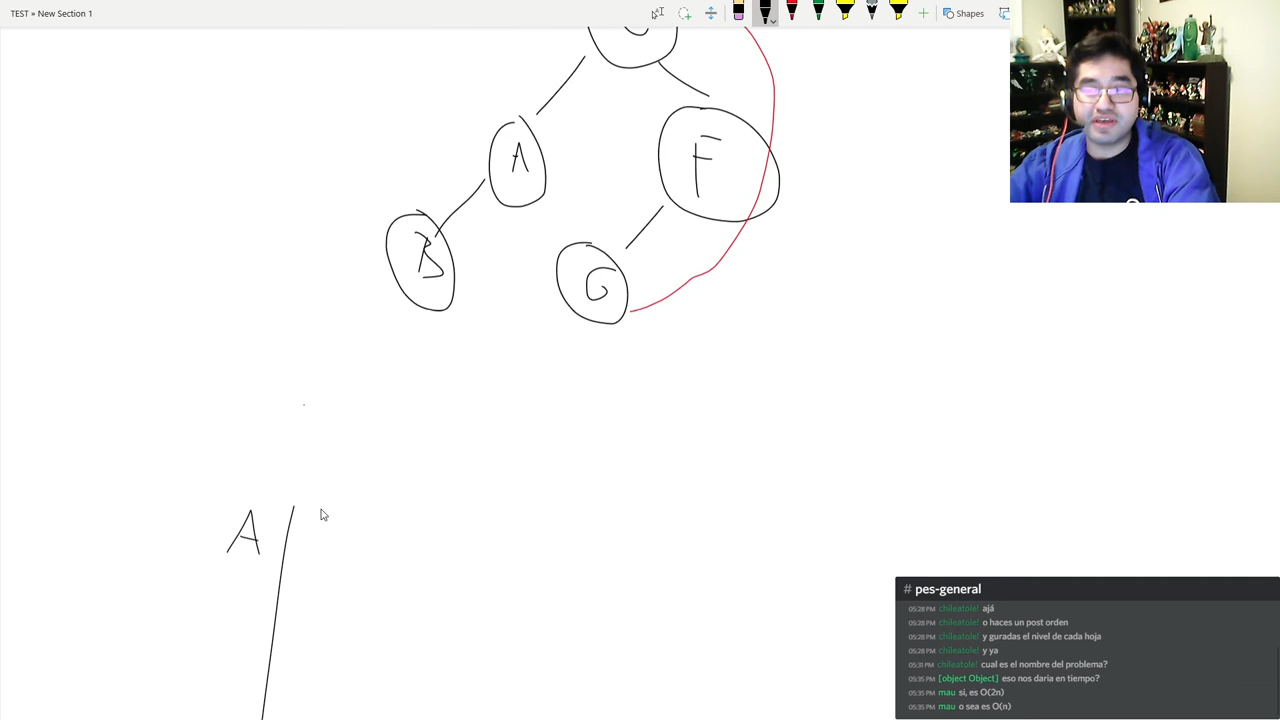 TEST » New Section 1
Shapes
A
F
B
G
A
# pes-general
05:28 PM chileatole! ajá
05:28 PM chileatole! o haces un post orden
05:28 PM chileatole! y guradas el nivel de cada hoja
05:28 PM chileatole! y ya
05:31 PM chileatole! cual es el nombre del problema?
05:35 PM [object Object] eso nos daria en tiempo?
05:35 PM mau si, es O(2n)
05:35 PM mau o sea es O(n)